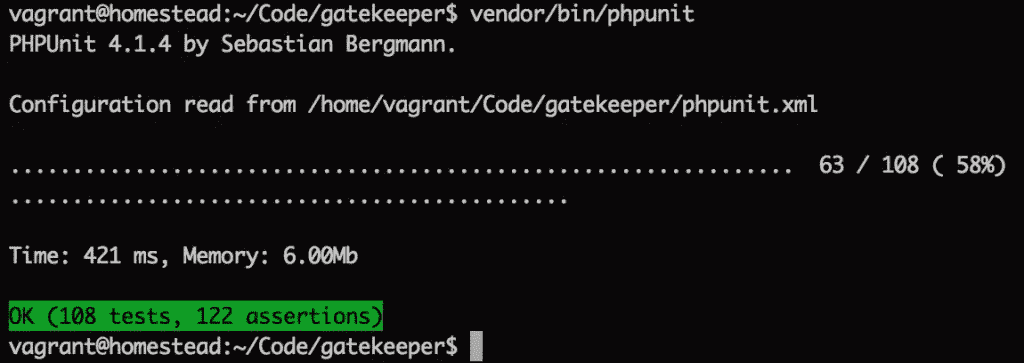 vagrant@homestead:~/Code/gatekeeper$ vendor/bin/phpunit
PHPUnit 4.1.4 by Sebastian Bergmann.
Configuration read from /home/vagrant/Code/gatekeeper/phpunit.xml
............................................................... 63 / 108 ( 58%)
.............................................
Time: 421 ms, Memory: 6.00Mb
OK (108 tests, 122 assertions)
vagrant@homestead:~/Code/gatekeeper$